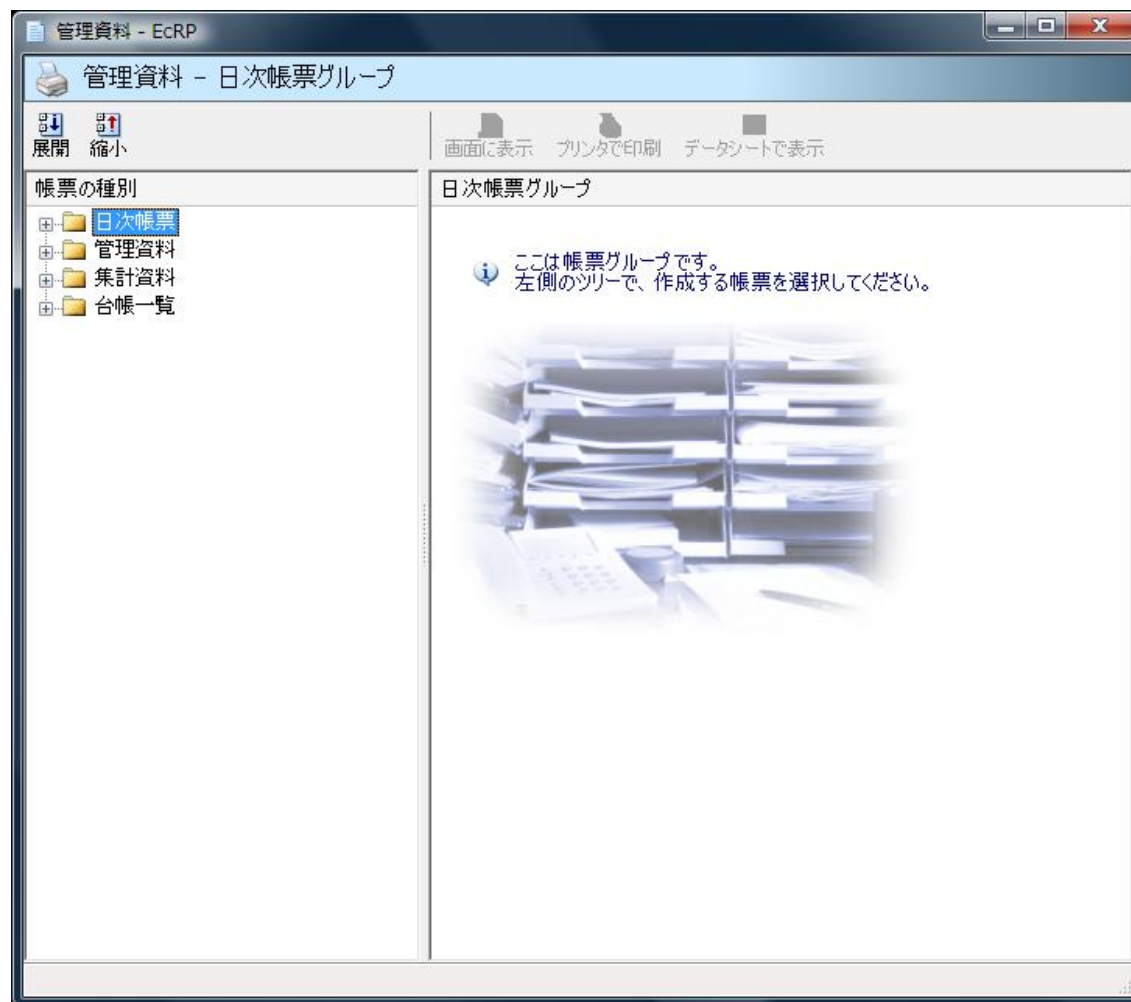 管理資料 - EcRP
管理資料 － 日次帳票グループ
展開 縮小 画面に表示 プリンタで印刷 データシートで表示
帳票の種別
日次帳票グループ
日次帳票
管理資料
集計資料
台帳一覧
ここは帳票グループです。
左側のツリーで、作成する帳票を選択してください。